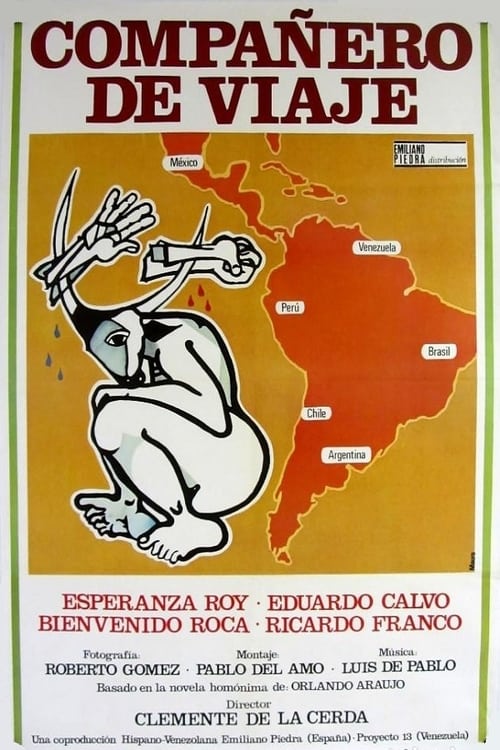 COMPAÑERO
DE VIAJE
EMILIANO
PIEDRA distribución
México
Venezuela
Perú
Brasil
Chile
Argentina
Mauro
ESPERANZA ROY · EDUARDO CALVO
BIENVENIDO ROCA · RICARDO FRANCO
Fotografía: Montaje: Música:
ROBERTO GOMEZ · PABLO DEL AMO · LUIS DE PABLO
Basado en la novela homónima de: ORLANDO ARAUJO
Director
CLEMENTE DE LA CERDA
Una coproducción Hispano-Venezolana Emiliano Piedra (España) · Proyecto 13 (Venezuela)